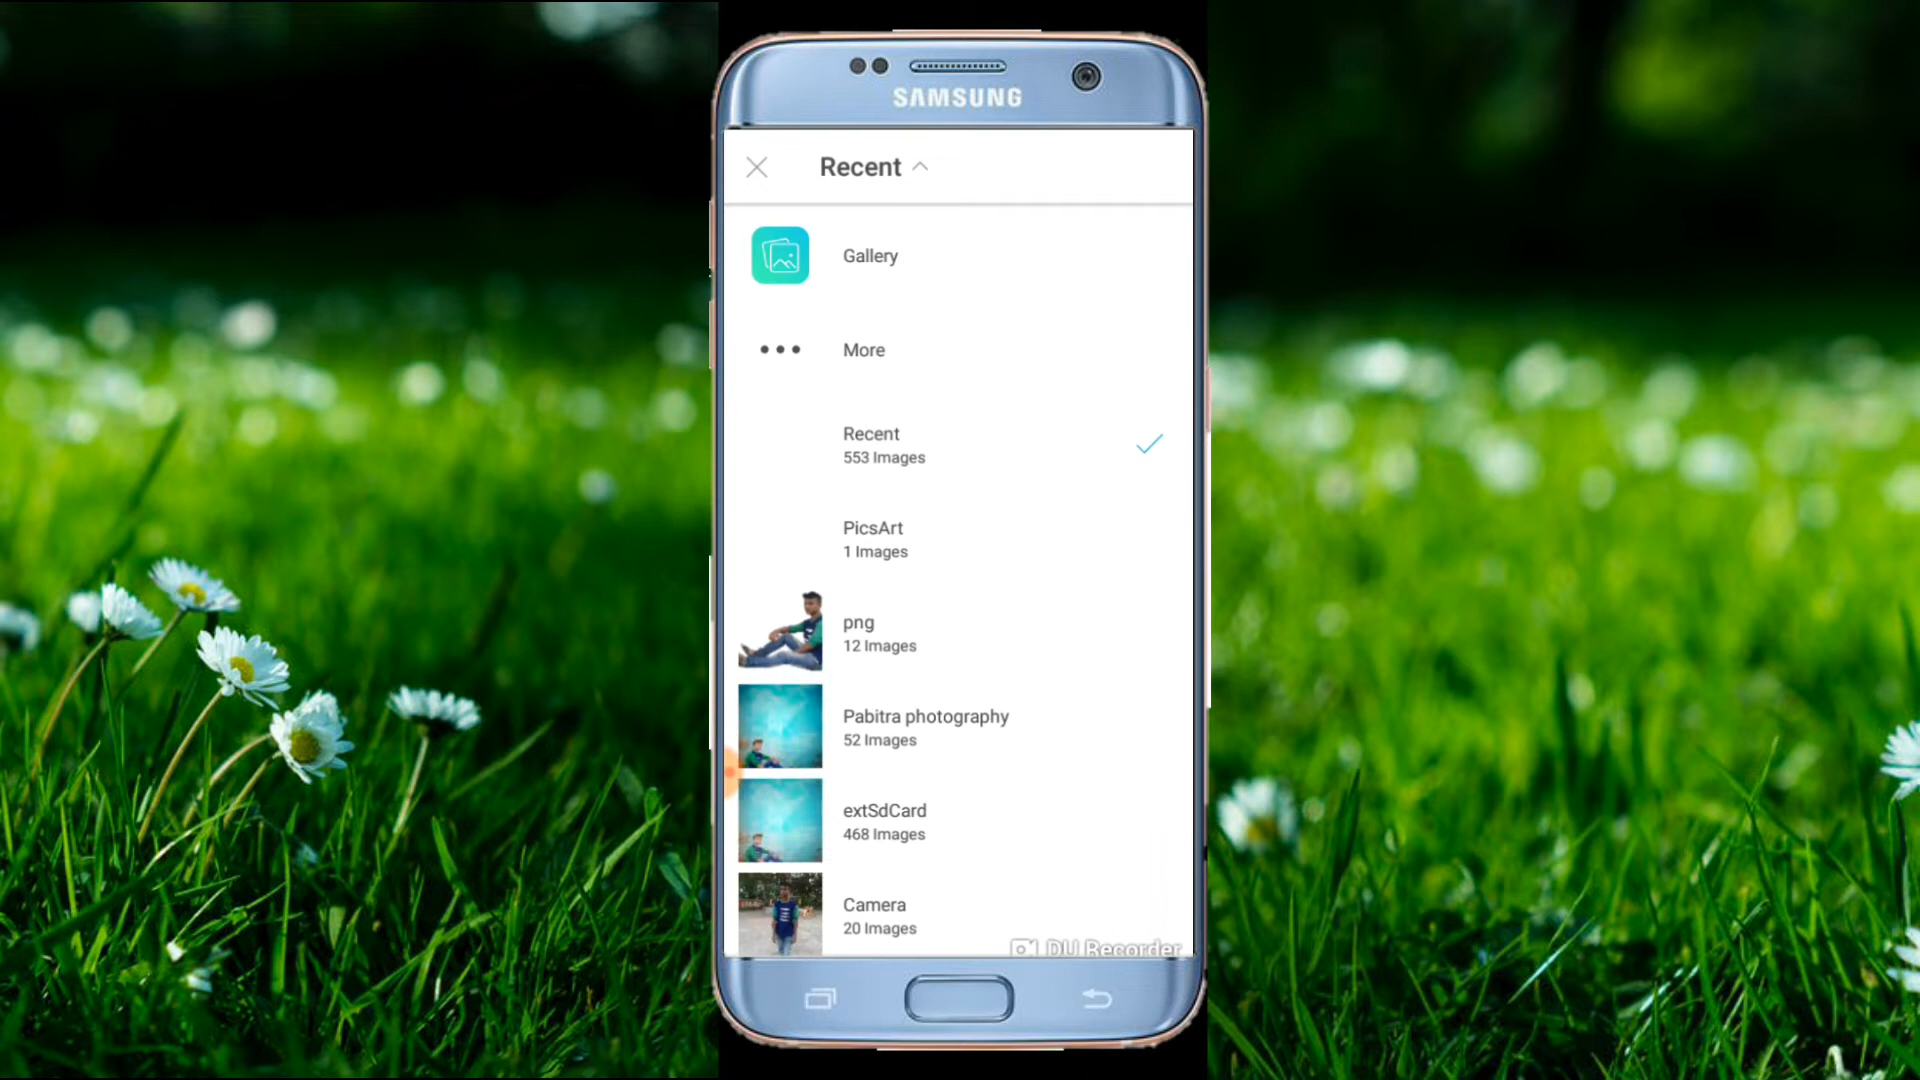 SAMSUNG
Recent
Gallery
More
Recent
553 Images
PicsArt
1 Images
png
12 Images
Pabitra photography
52 Images
extSdCard
468 Images
Camera
20 Images
DU Recorder